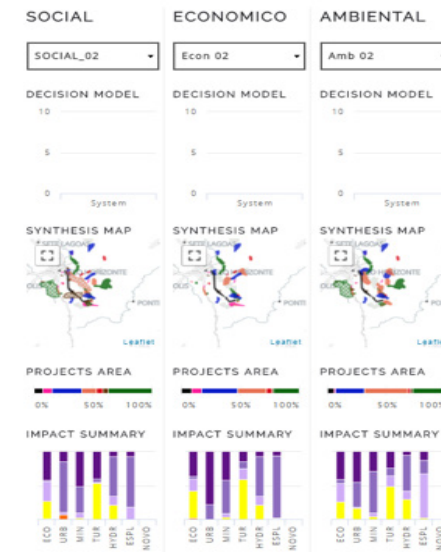 SOCIAL ECONOMICO AMBIENTAL
SOCIAL_02 Econ 02 Amb 02
DECISION MODEL DECISION MODEL DECISION MODEL
10 10 10
5 5 5
0 0 0
System System System
SYNTHESIS MAP SYNTHESIS MAP SYNTHESIS MAP
Leaflet Leaflet Leaflet
PROJECTS AREA PROJECTS AREA PROJECTS AREA
0% 50% 100% 0% 50% 100% 0% 50% 100%
IMPACT SUMMARY IMPACT SUMMARY IMPACT SUMMARY
ECO URB MIN TUR HYDR ESPL NOVO ECO URB MIN TUR HYDR ESPL NOVO ECO URB MIN TUR HYDR ESPL NOVO